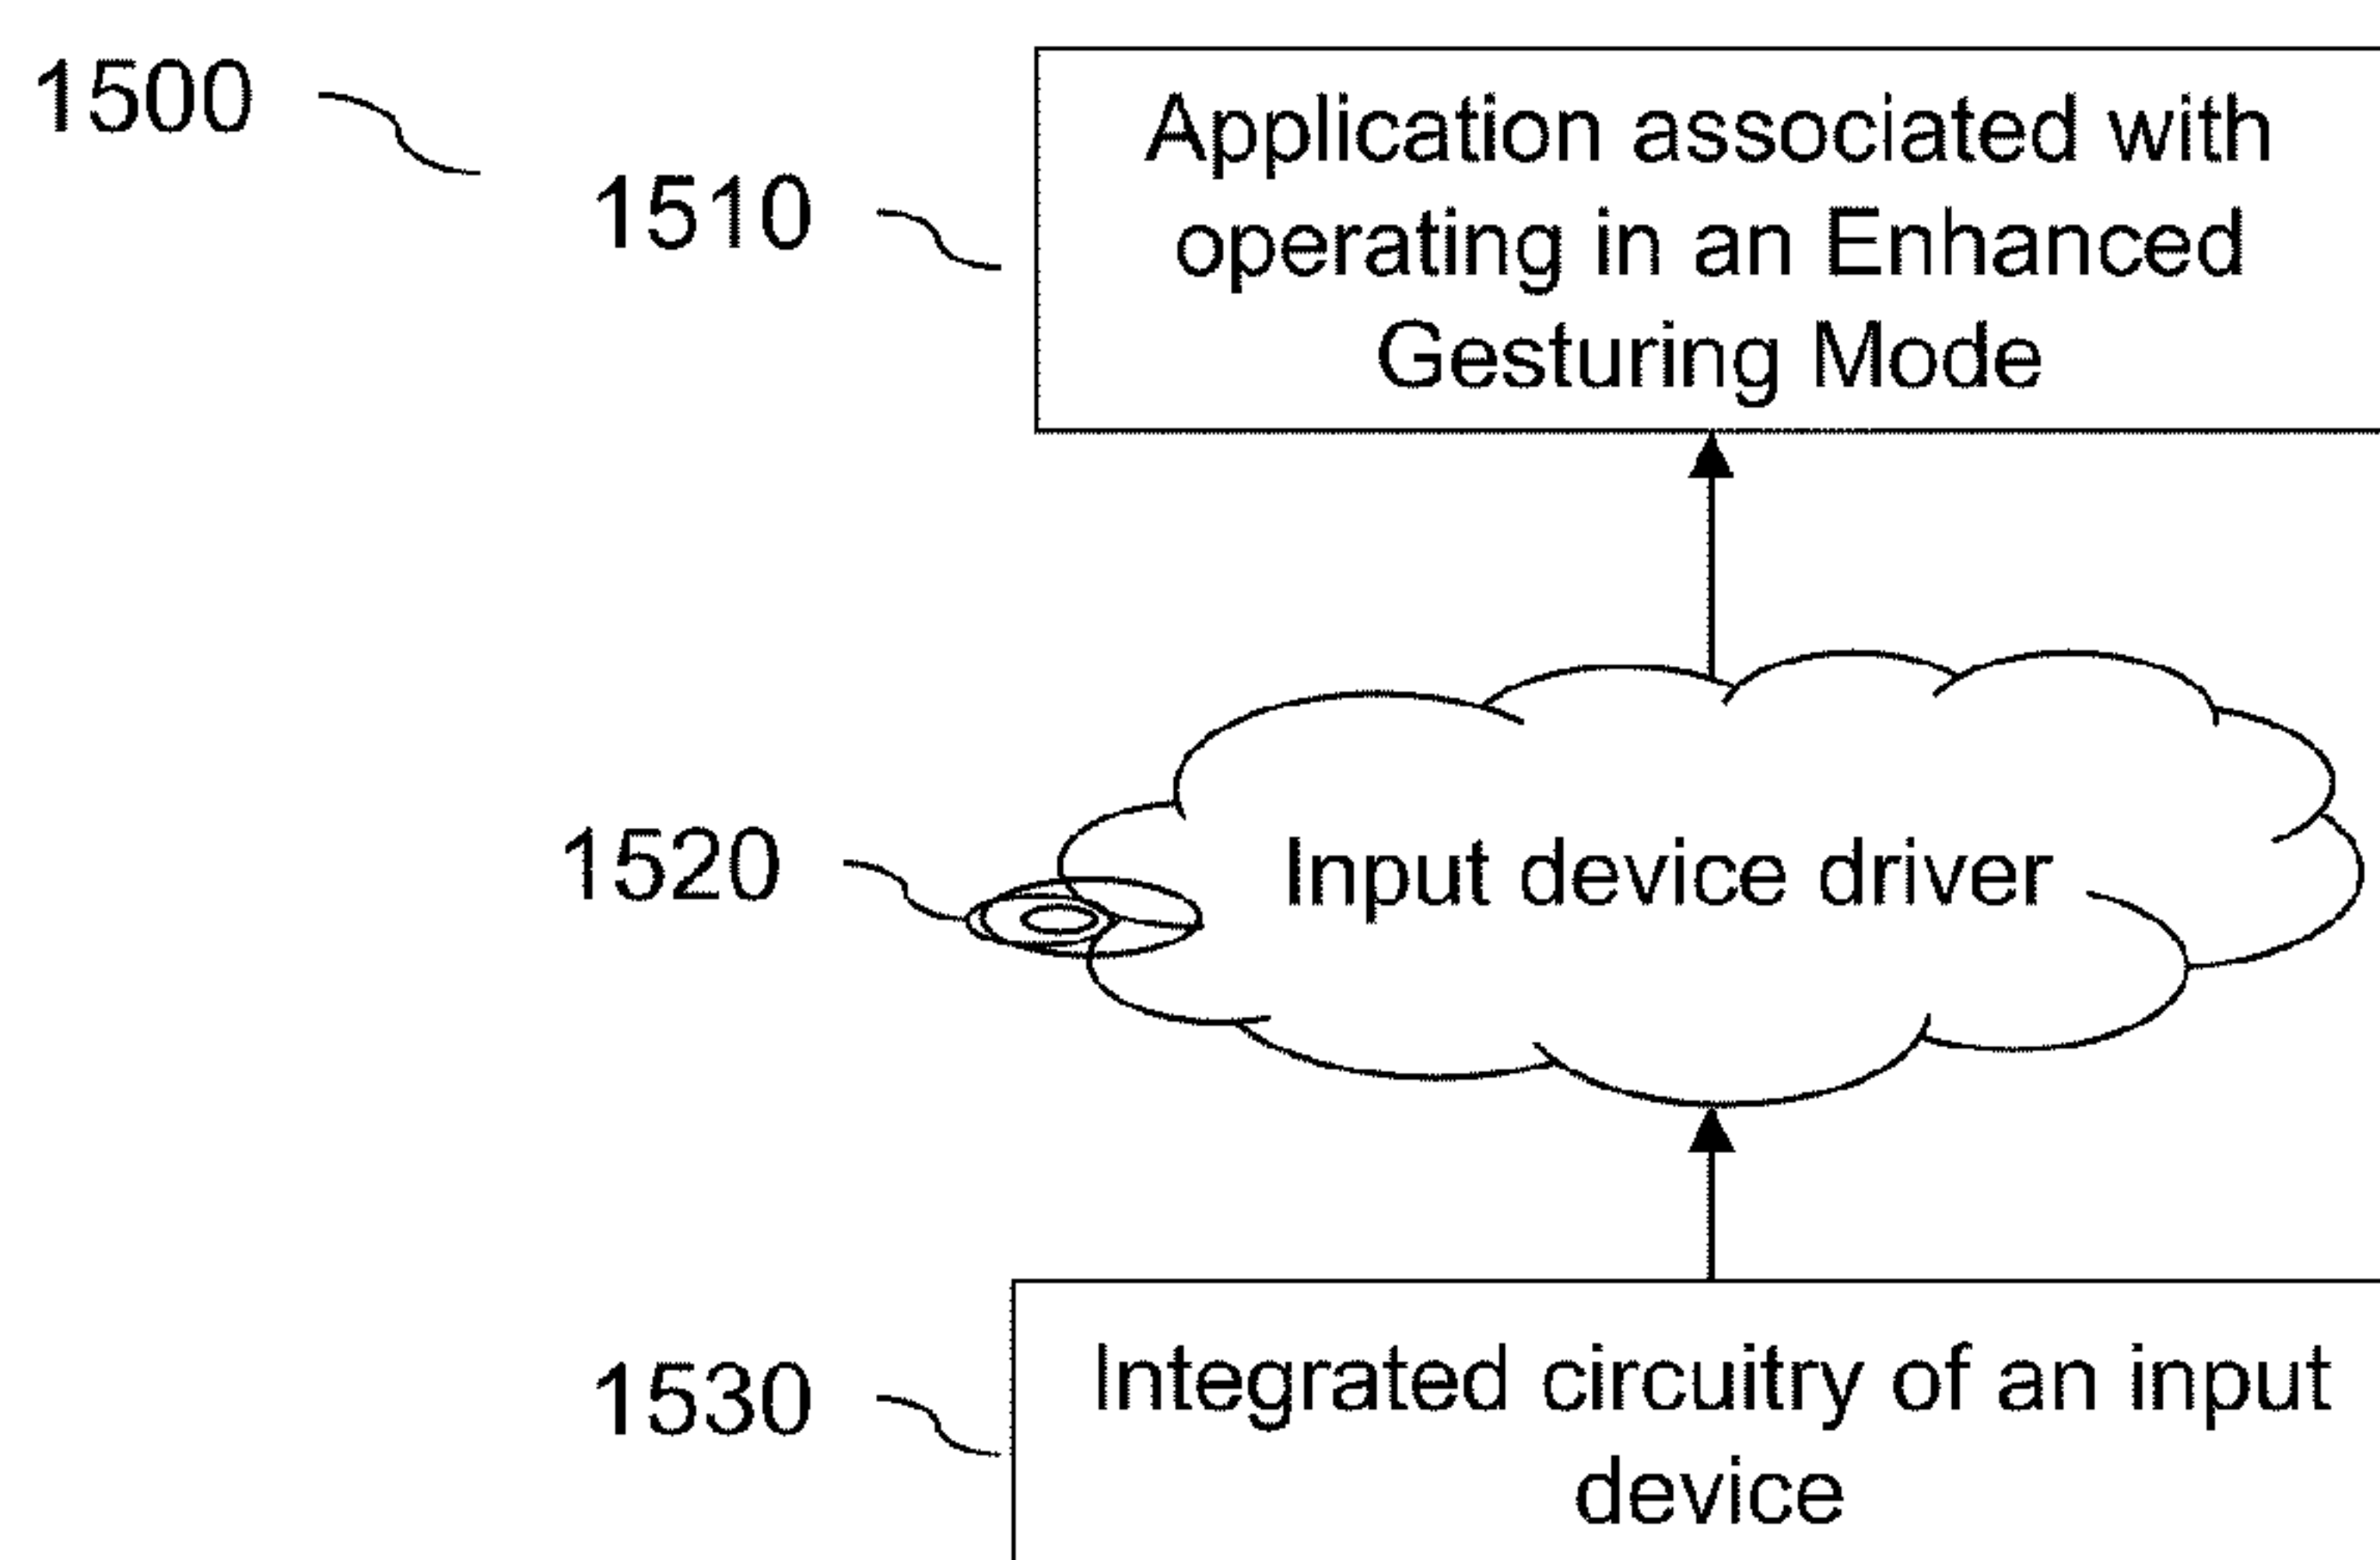 1500
1510
Application associated with
operating in an Enhanced
Gesturing Mode
1520
Input device driver
1530
Integrated circuitry of an input
device